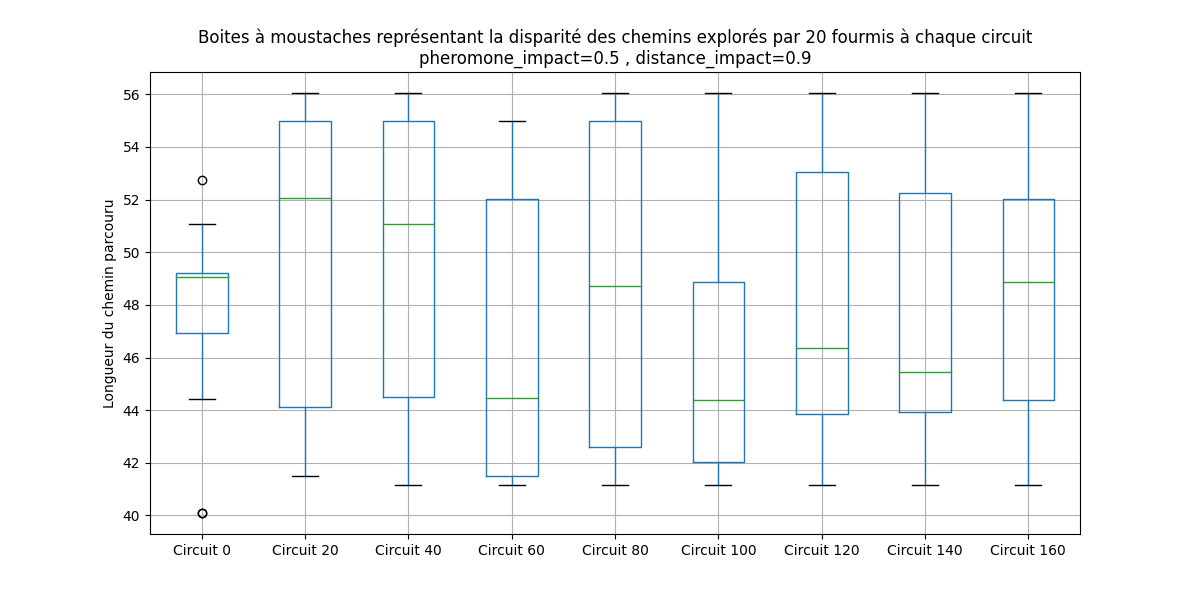 Boites à moustaches représentant la disparité des chemins explorés par 20 fourmis à chaque circuit
pheromone_impact=0.5 , distance_impact=0.9
Longueur du chemin parcouru
56
54
52
50
48
46
44
42
40
Circuit 0
Circuit 20
Circuit 40
Circuit 60
Circuit 80
Circuit 100
Circuit 120
Circuit 140
Circuit 160